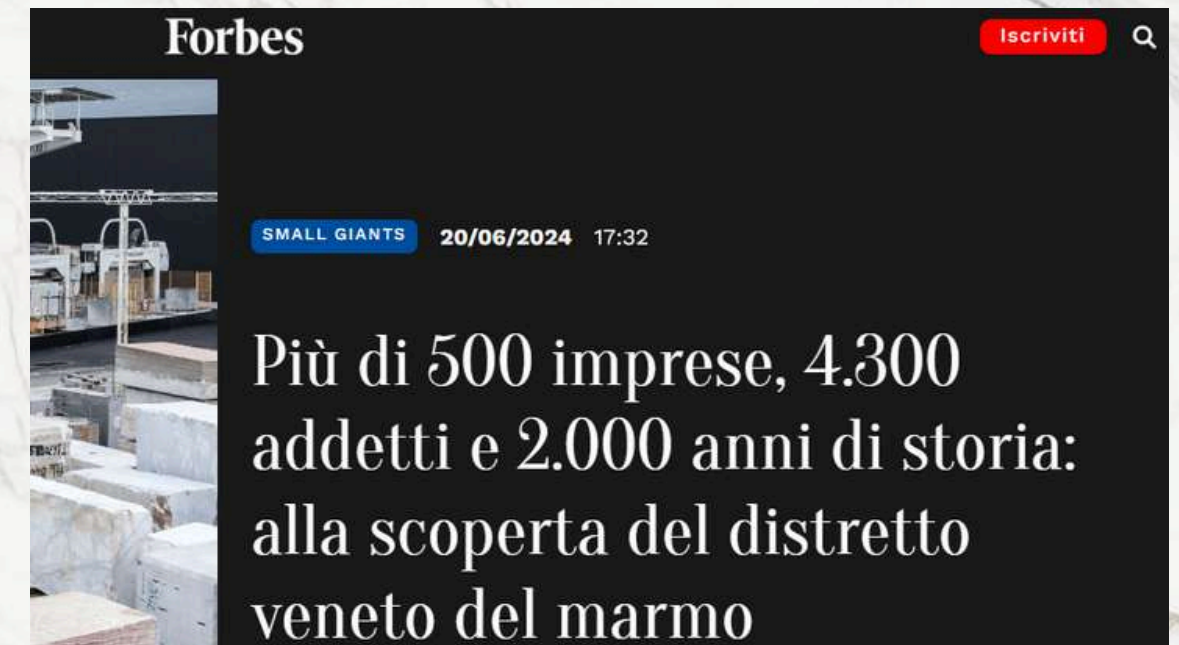 Forbes
Iscriviti
SMALL GIANTS 20/06/2024 17:32
Più di 500 imprese, 4.300
addetti e 2.000 anni di storia:
alla scoperta del distretto
veneto del marmo